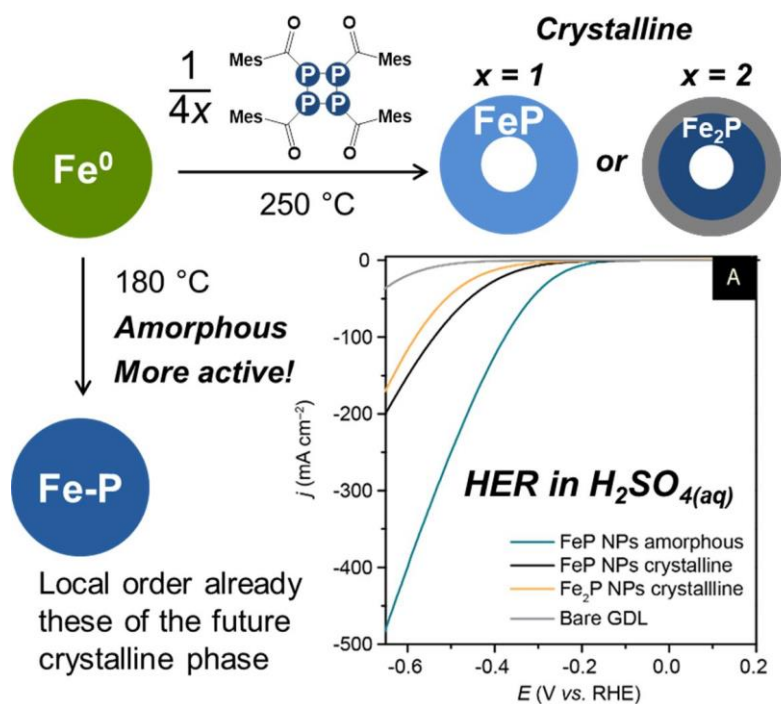 1
4x
O
O
Mes
Mes
P
P
P
P
Mes
Mes
O
O
Crystalline
x = 1
x = 2
Fe⁰
250 °C
FeP
or
Fe₂P
180 °C
Amorphous
More active!
Fe-P
Local order already
these of the future
crystalline phase
A
0
-100
-200
-300
-400
-500
j (mA cm⁻²)
HER in H₂SO₄(aq)
FeP NPs amorphous
FeP NPs crystalline
Fe₂P NPs crystallline
Bare GDL
-0.6
-0.4
-0.2
0.0
0.2
E (V vs. RHE)